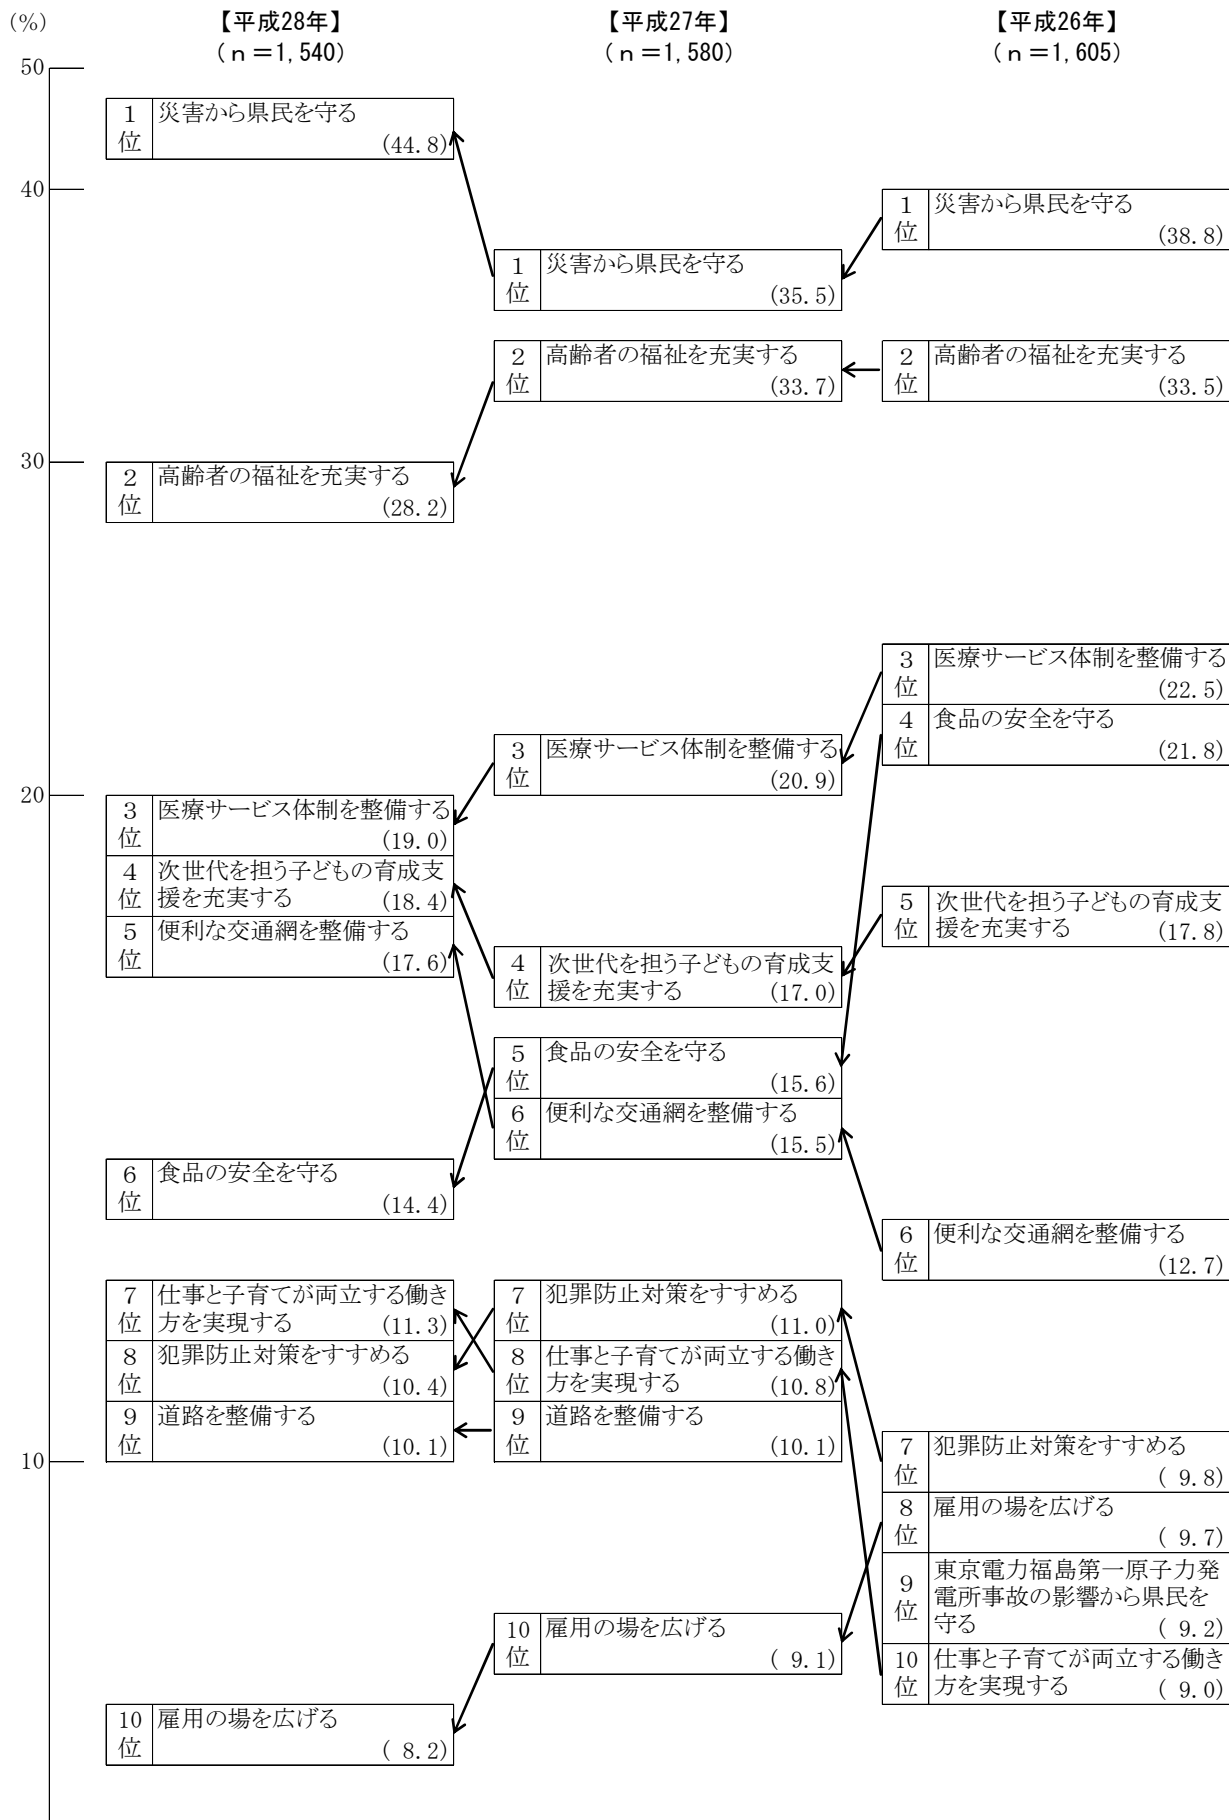 (%)
【平成28年】
(ｎ＝1,540)
【平成27年】
(ｎ＝1,580)
【平成26年】
(ｎ＝1,605)
50
40
30
20
10
1位 災害から県民を守る
(44.8)
2位 高齢者の福祉を充実する
(28.2)
3位 医療サービス体制を整備する
(19.0)
4位 次世代を担う子どもの育成支
援を充実する (18.4)
5位 便利な交通網を整備する
(17.6)
6位 食品の安全を守る
(14.4)
7位 仕事と子育てが両立する働き
方を実現する (11.3)
8位 犯罪防止対策をすすめる
(10.4)
9位 道路を整備する
(10.1)
10位 雇用の場を広げる
( 8.2)
1位 災害から県民を守る
(35.5)
2位 高齢者の福祉を充実する
(33.7)
3位 医療サービス体制を整備する
(20.9)
4位 次世代を担う子どもの育成支
援を充実する (17.0)
5位 食品の安全を守る
(15.6)
6位 便利な交通網を整備する
(15.5)
7位 犯罪防止対策をすすめる
(11.0)
8位 仕事と子育てが両立する働き
方を実現する (10.8)
9位 道路を整備する
(10.1)
10位 雇用の場を広げる
( 9.1)
1位 災害から県民を守る
(38.8)
2位 高齢者の福祉を充実する
(33.5)
3位 医療サービス体制を整備する
(22.5)
4位 食品の安全を守る
(21.8)
5位 次世代を担う子どもの育成支
援を充実する (17.8)
6位 便利な交通網を整備する
(12.7)
7位 犯罪防止対策をすすめる
( 9.8)
8位 雇用の場を広げる
( 9.7)
9位 東京電力福島第一原子力発
電所事故の影響から県民を
守る ( 9.2)
10位 仕事と子育てが両立する働き
方を実現する ( 9.0)